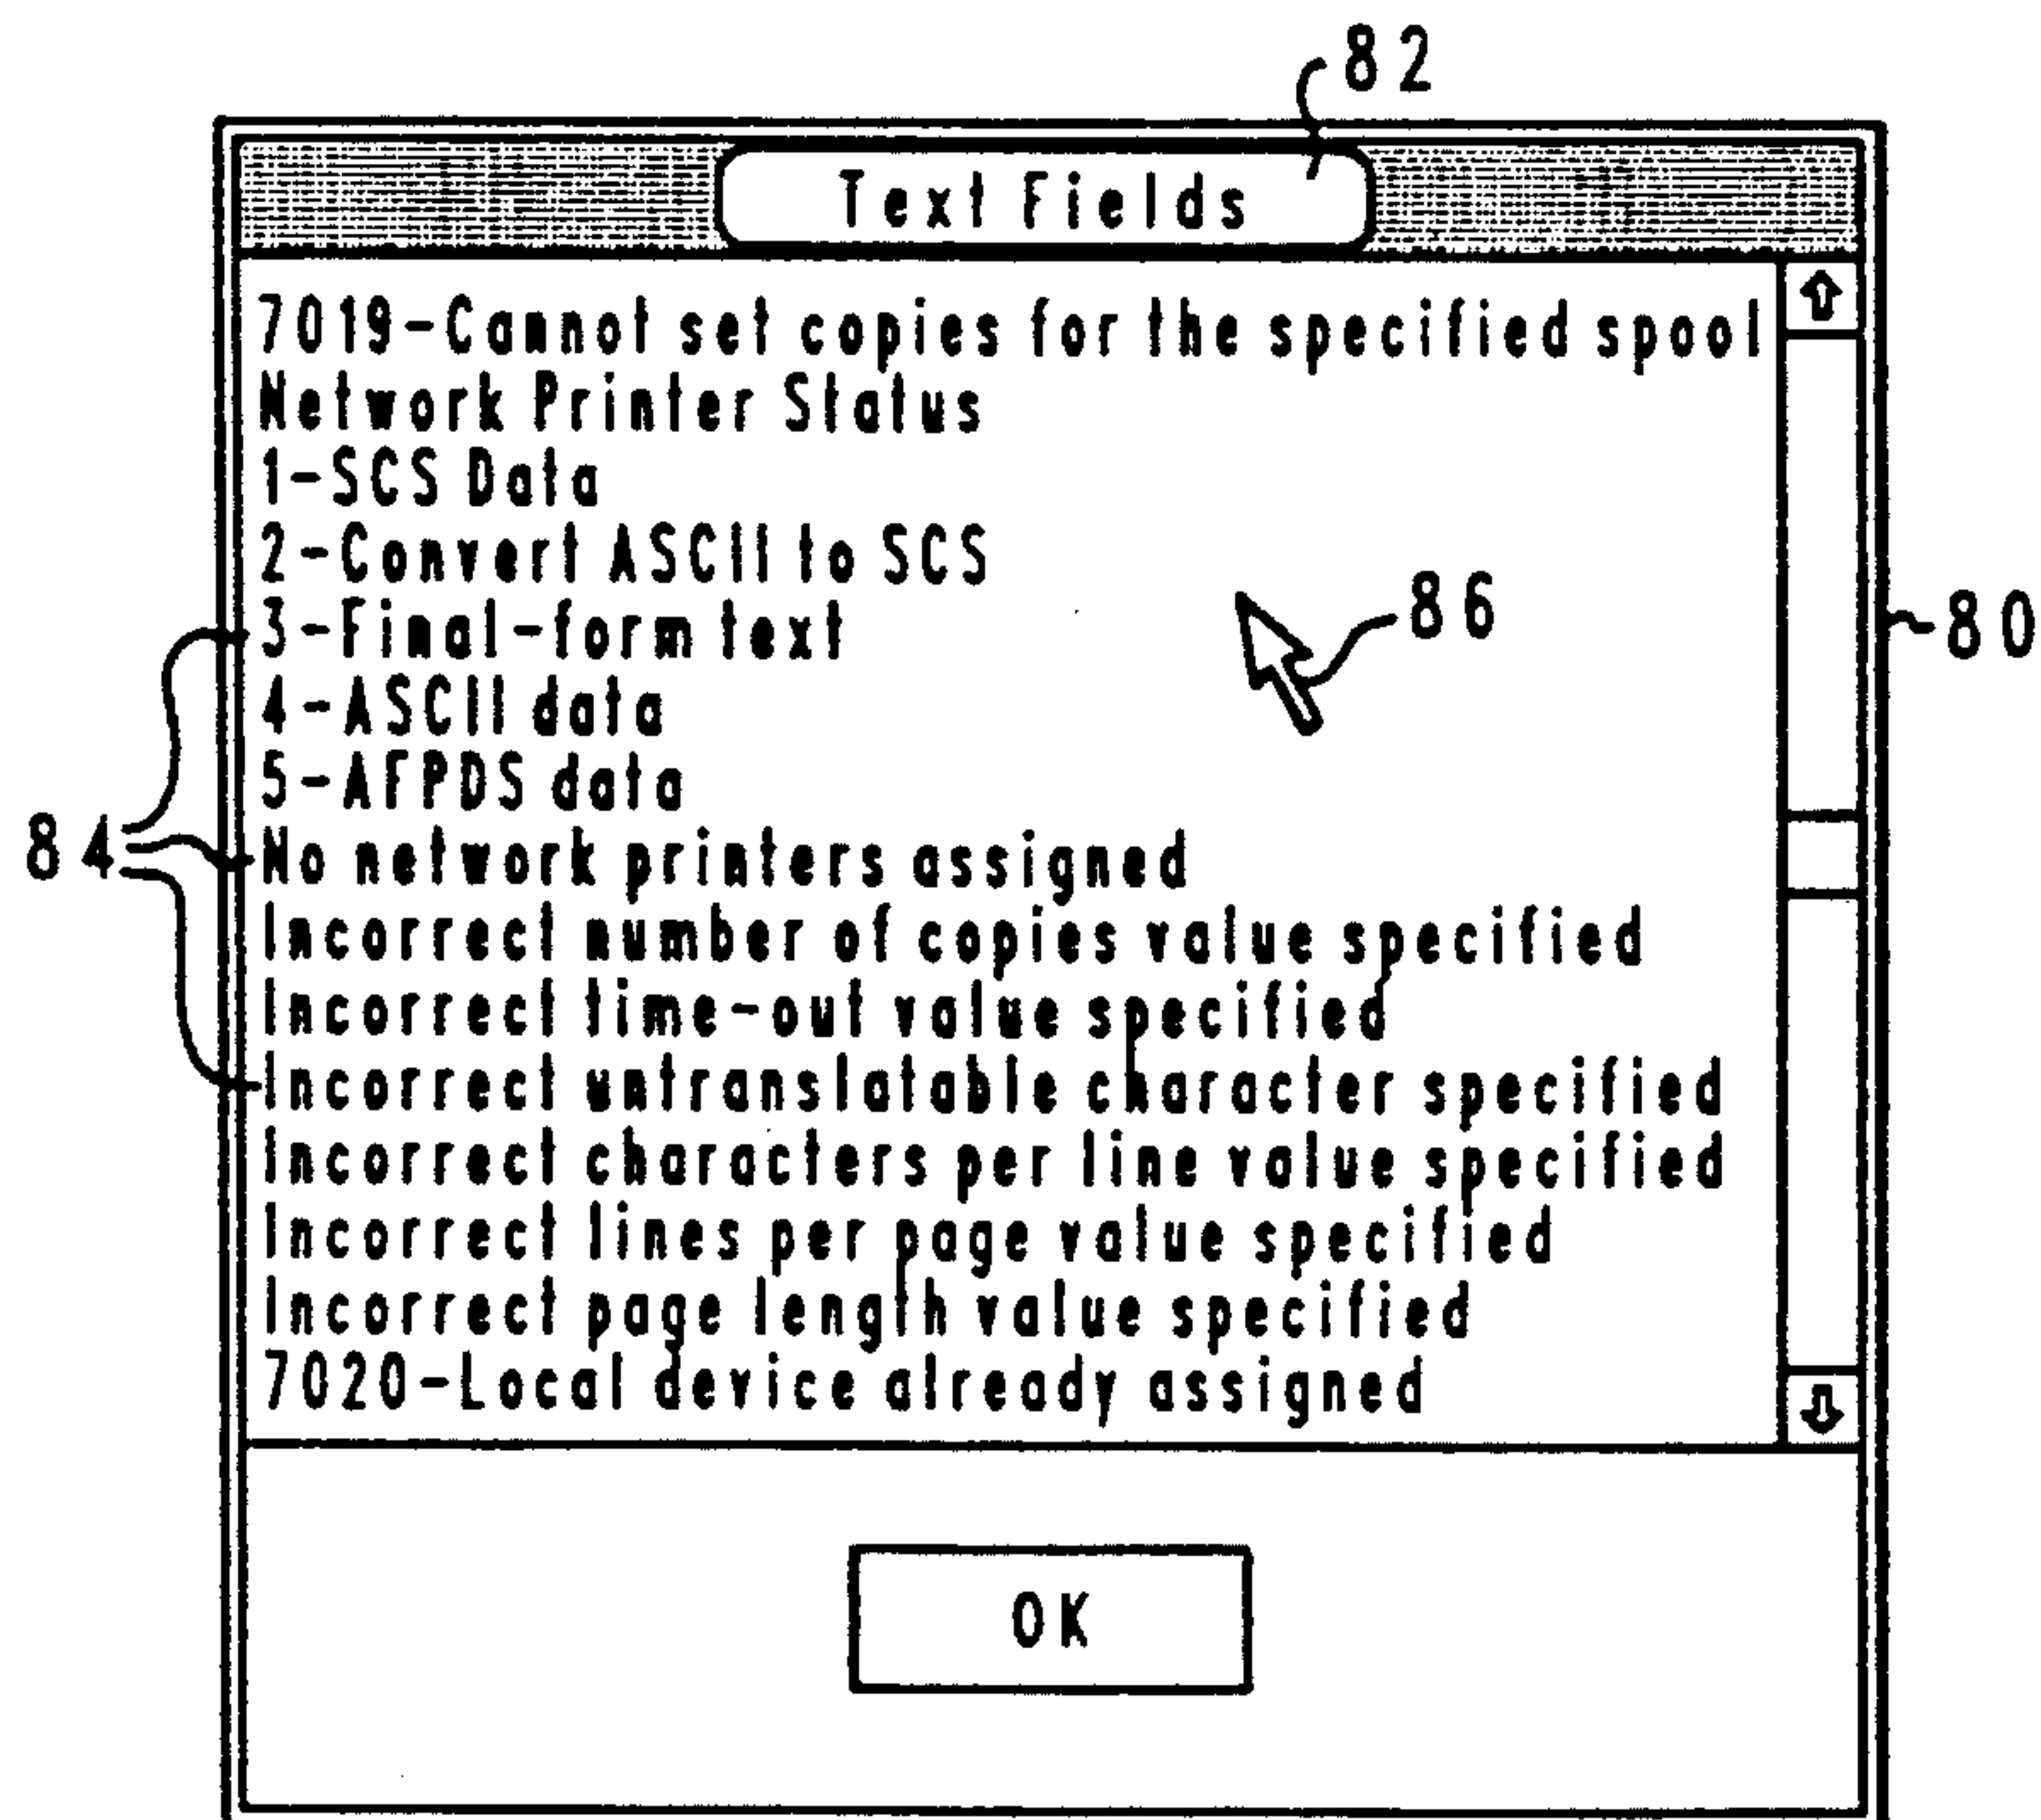 82
Text Fields
7019-Cannot set copies for the specified spool
Network Printer Status
1-SCS Data
2-Convert ASCII to SCS
3-Final-form text
86
80
4-ASCII data
5-AFPDS data
84
No network printers assigned
Incorrect number of copies value specified
Incorrect time-out value specified
Incorrect untranslatable character specified
Incorrect characters per line value specified
Incorrect lines per page value specified
Incorrect page length value specified
7020-Local device already assigned
OK